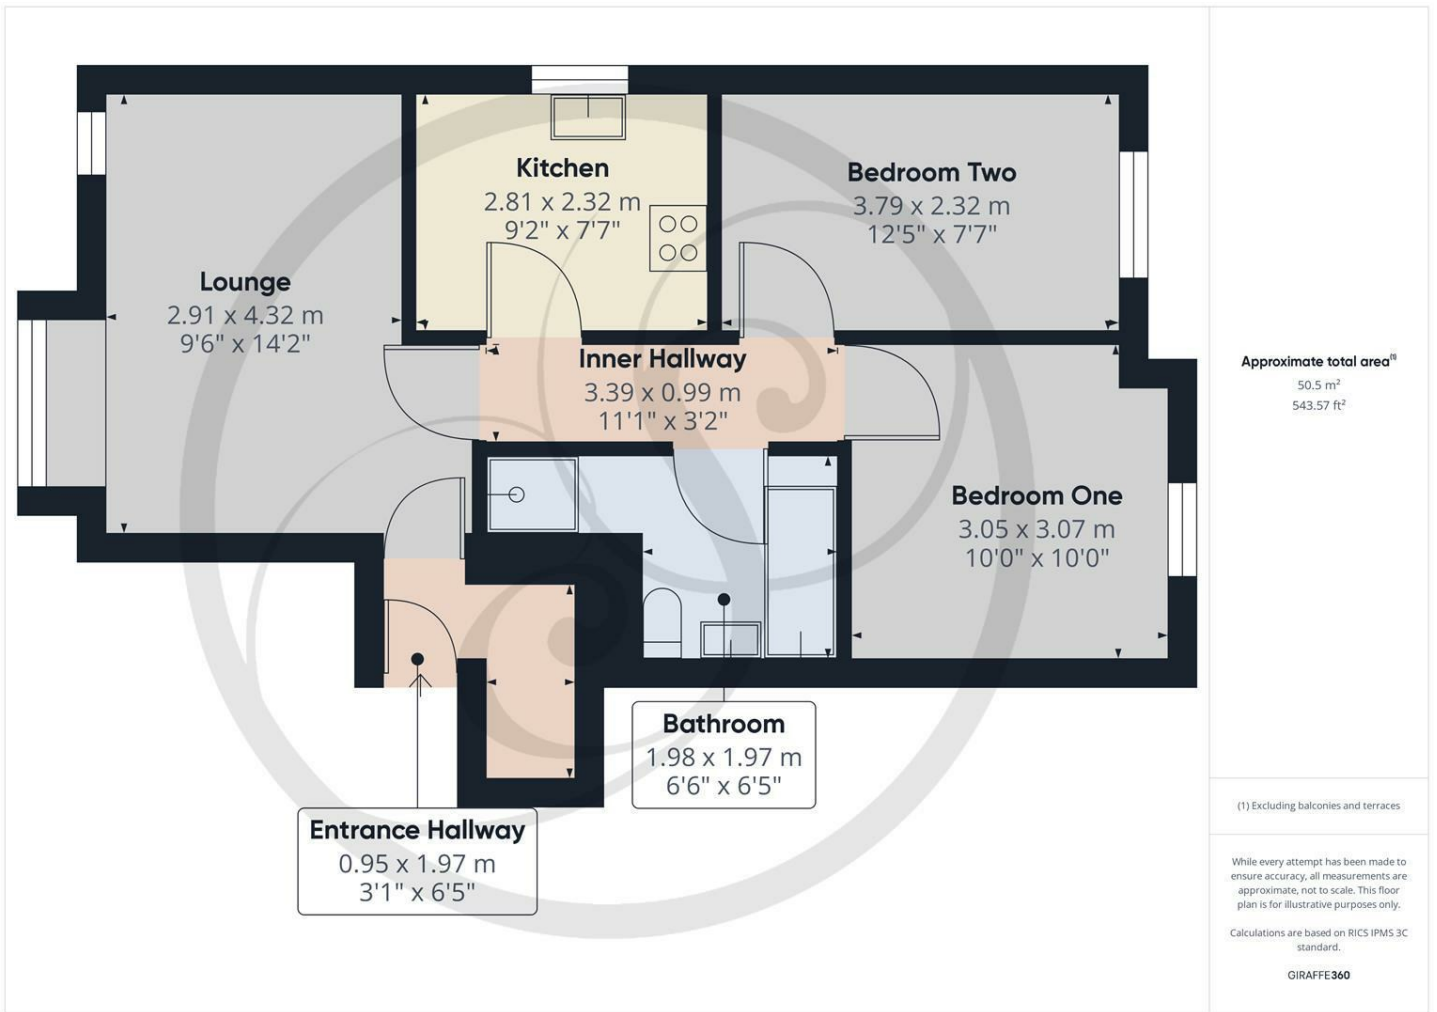 Kitchen
2.81 x 2.32 m
9'2" x 7'7"
Bedroom Two
3.79 x 2.32 m
12'5" x 7'7"
Lounge
2.91 x 4.32 m
9'6" x 14'2"
Inner Hallway
3.39 x 0.99 m
11'1" x 3'2"
Bedroom One
3.05 x 3.07 m
10'0" x 10'0"
Bathroom
1.98 x 1.97 m
6'6" x 6'5"
Entrance Hallway
0.95 x 1.97 m
3'1" x 6'5"
Approximate total area(1)
50.5 m²
543.57 ft²
(1) Excluding balconies and terraces
While every attempt has been made to
ensure accuracy, all measurements are
approximate, not to scale. This floor
plan is for illustrative purposes only.
Calculations are based on RICS IPMS 3C
standard.
GIRAFFE360